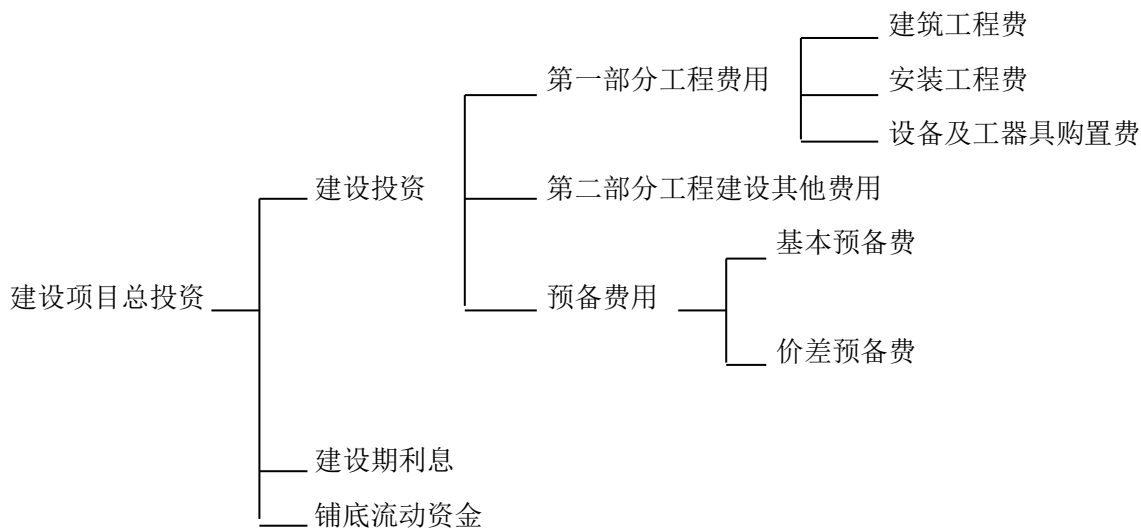 建筑工程费
第一部分工程费用
安装工程费
设备及工器具购置费
建设投资
第二部分工程建设其他费用
基本预备费
建设项目总投资
预备费用
价差预备费
建设期利息
铺底流动资金